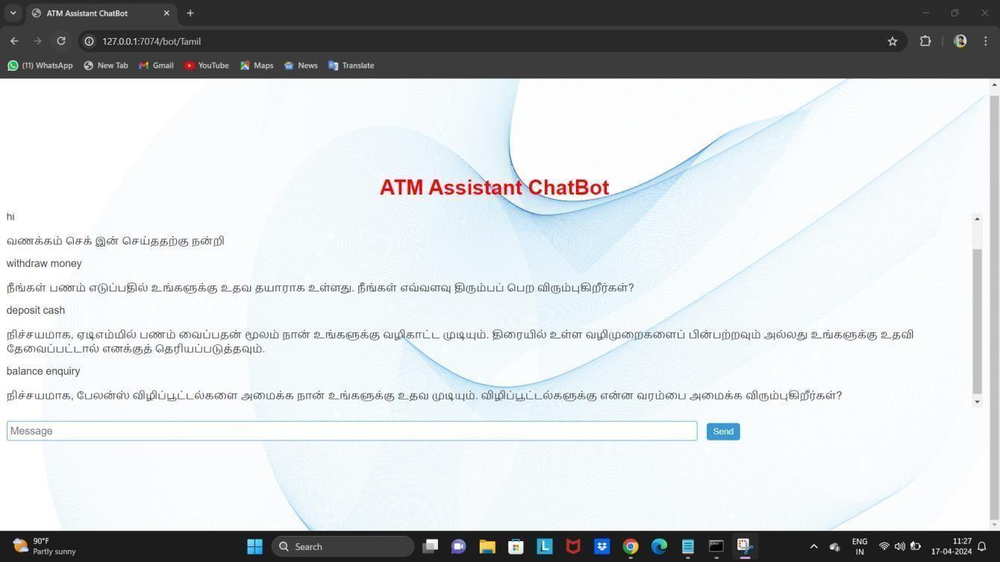 ATM Assistant ChatBot
127.0.0.1:7074/bot/Tamil
(11) WhatsApp
New Tab
Gmail
YouTube
Maps
News
Translate
ATM Assistant ChatBot
hi
வணக்கம் செக் இன் செய்ததற்கு நன்றி
withdraw money
நீங்கள் பணம் எடுப்பதில் உங்களுக்கு உதவ தயாராக உள்ளது. நீங்கள் எவ்வளவு திரும்பப் பெற விரும்புகிறீர்கள்?
deposit cash
நிச்சயமாக, ஏடிஎம்மில் பணம் வைப்பதன் மூலம் நான் உங்களுக்கு வழிகாட்ட முடியும். திரையில் உள்ள வழிமுறைகளைப் பின்பற்றவும் அல்லது உங்களுக்கு உதவி
தேவைப்பட்டால் எனக்குத் தெரியப்படுத்தவும்.
balance enquiry
நிச்சயமாக, பேலன்ஸ் விழிப்பூட்டல்களை அமைக்க நான் உங்களுக்கு உதவ முடியும். விழிப்பூட்டல்களுக்கு என்ன வரம்பை அமைக்க விரும்புகிறீர்கள்?
Message
Send
90°F
Partly sunny
Search
L
ENG
IN
11:27
17-04-2024